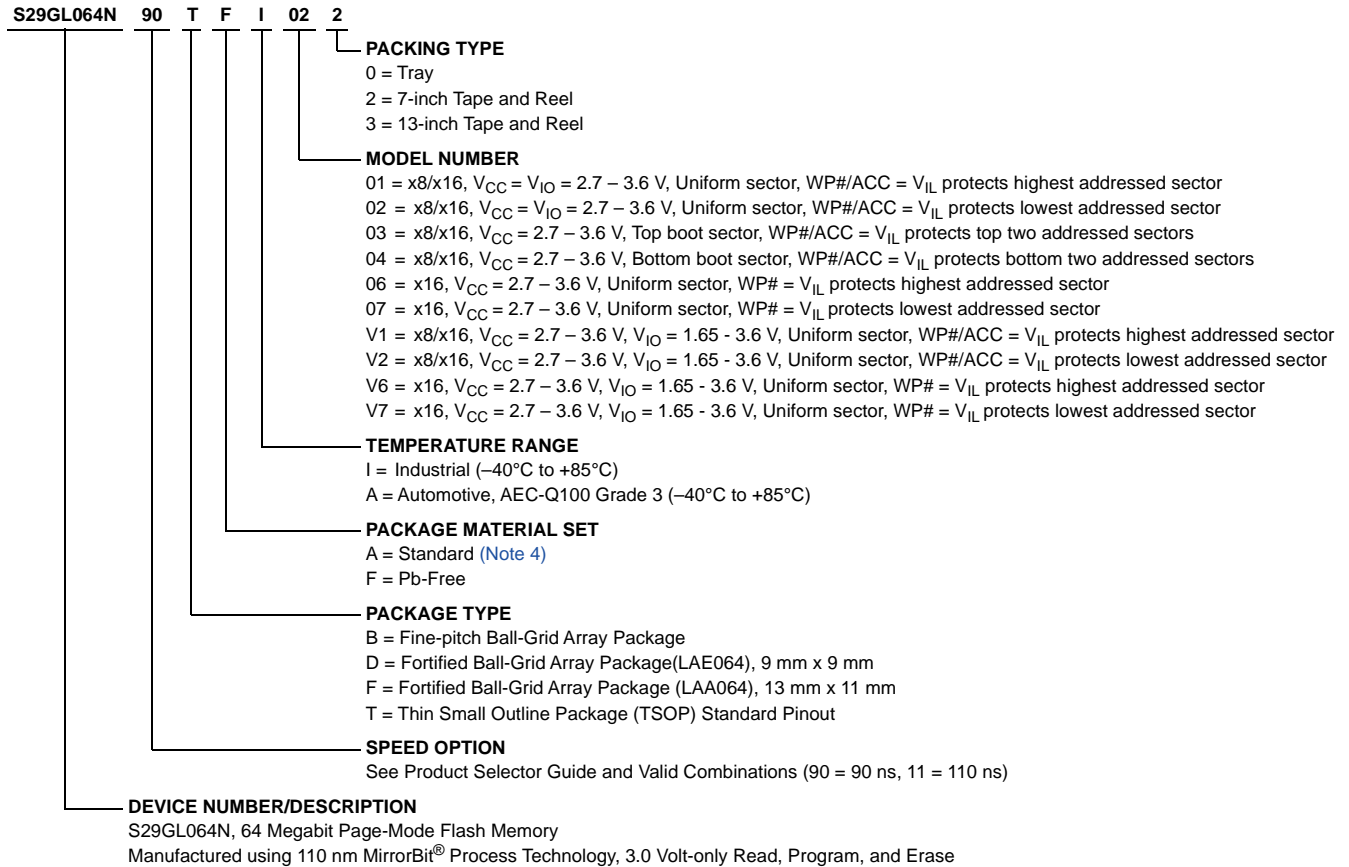 S29GL064N 90 T F I 02 2
PACKING TYPE
0 = Tray
2 = 7-inch Tape and Reel
3 = 13-inch Tape and Reel
MODEL NUMBER
01 = x8/x16, VCC = VIO = 2.7 – 3.6 V, Uniform sector, WP#/ACC = VIL protects highest addressed sector
02 = x8/x16, VCC = VIO = 2.7 – 3.6 V, Uniform sector, WP#/ACC = VIL protects lowest addressed sector
03 = x8/x16, VCC = 2.7 – 3.6 V, Top boot sector, WP#/ACC = VIL protects top two addressed sectors
04 = x8/x16, VCC = 2.7 – 3.6 V, Bottom boot sector, WP#/ACC = VIL protects bottom two addressed sectors
06 = x16, VCC = 2.7 – 3.6 V, Uniform sector, WP# = VIL protects highest addressed sector
07 = x16, VCC = 2.7 – 3.6 V, Uniform sector, WP# = VIL protects lowest addressed sector
V1 = x8/x16, VCC = 2.7 – 3.6 V, VIO = 1.65 - 3.6 V, Uniform sector, WP#/ACC = VIL protects highest addressed sector
V2 = x8/x16, VCC = 2.7 – 3.6 V, VIO = 1.65 - 3.6 V, Uniform sector, WP#/ACC = VIL protects lowest addressed sector
V6 = x16, VCC = 2.7 – 3.6 V, VIO = 1.65 - 3.6 V, Uniform sector, WP# = VIL protects highest addressed sector
V7 = x16, VCC = 2.7 – 3.6 V, VIO = 1.65 - 3.6 V, Uniform sector, WP# = VIL protects lowest addressed sector
TEMPERATURE RANGE
I = Industrial (–40°C to +85°C)
A = Automotive, AEC-Q100 Grade 3 (–40°C to +85°C)
PACKAGE MATERIAL SET
A = Standard (Note 4)
F = Pb-Free
PACKAGE TYPE
B = Fine-pitch Ball-Grid Array Package
D = Fortified Ball-Grid Array Package(LAE064), 9 mm x 9 mm
F = Fortified Ball-Grid Array Package (LAA064), 13 mm x 11 mm
T = Thin Small Outline Package (TSOP) Standard Pinout
SPEED OPTION
See Product Selector Guide and Valid Combinations (90 = 90 ns, 11 = 110 ns)
DEVICE NUMBER/DESCRIPTION
S29GL064N, 64 Megabit Page-Mode Flash Memory
Manufactured using 110 nm MirrorBit® Process Technology, 3.0 Volt-only Read, Program, and Erase